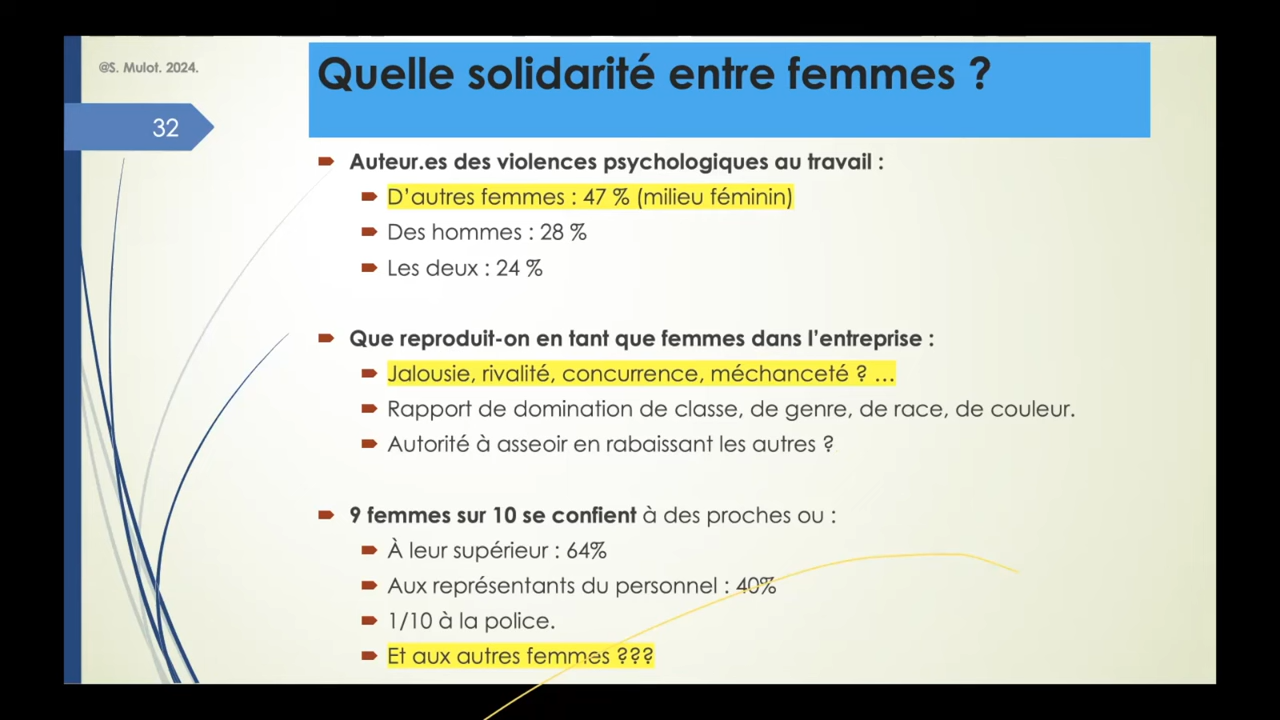 @S. Mulot. 2024.
Quelle solidarité entre femmes ?
32
Auteur.es des violences psychologiques au travail :
D’autres femmes : 47 % (milieu féminin)
Des hommes : 28 %
Les deux : 24 %
Que reproduit-on en tant que femmes dans l’entreprise :
Jalousie, rivalité, concurrence, méchanceté ? …
Rapport de domination de classe, de genre, de race, de couleur.
Autorité à asseoir en rabaissant les autres ?
9 femmes sur 10 se confient à des proches ou :
À leur supérieur : 64%
Aux représentants du personnel : 40%
1/10 à la police.
Et aux autres femmes ???